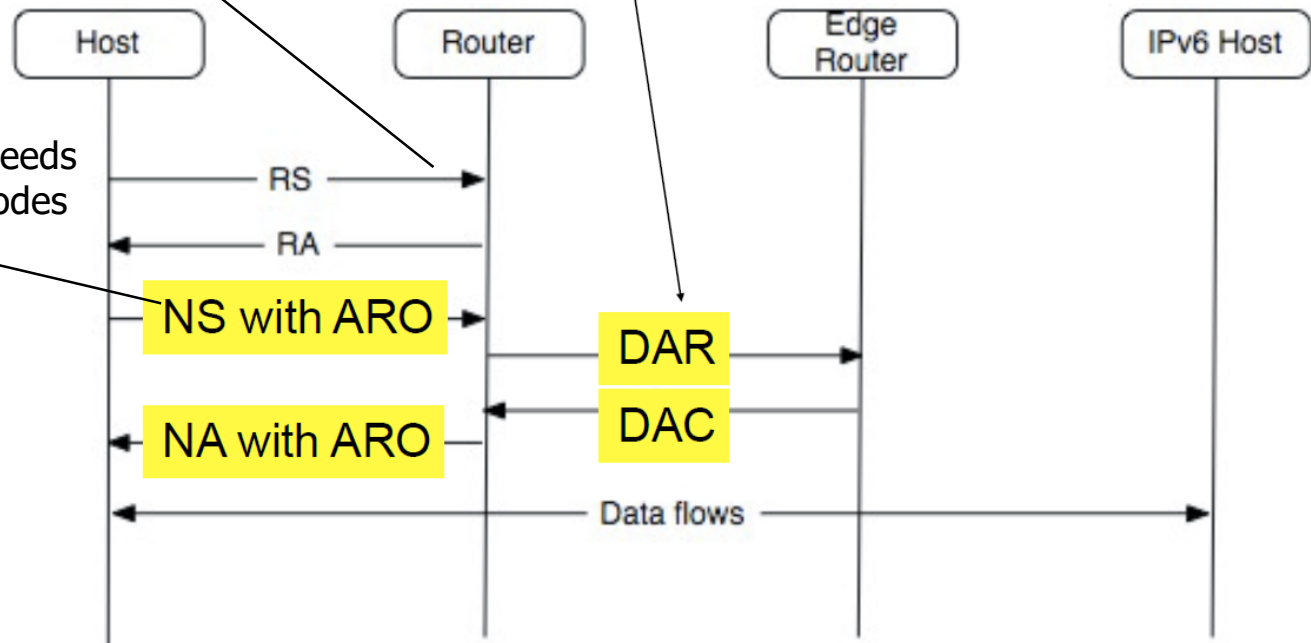 Host
Router
Edge
Router
IPv6 Host
eeds
odes
RS
RA
NS with ARO
DAR
DAC
NA with ARO
Data flows